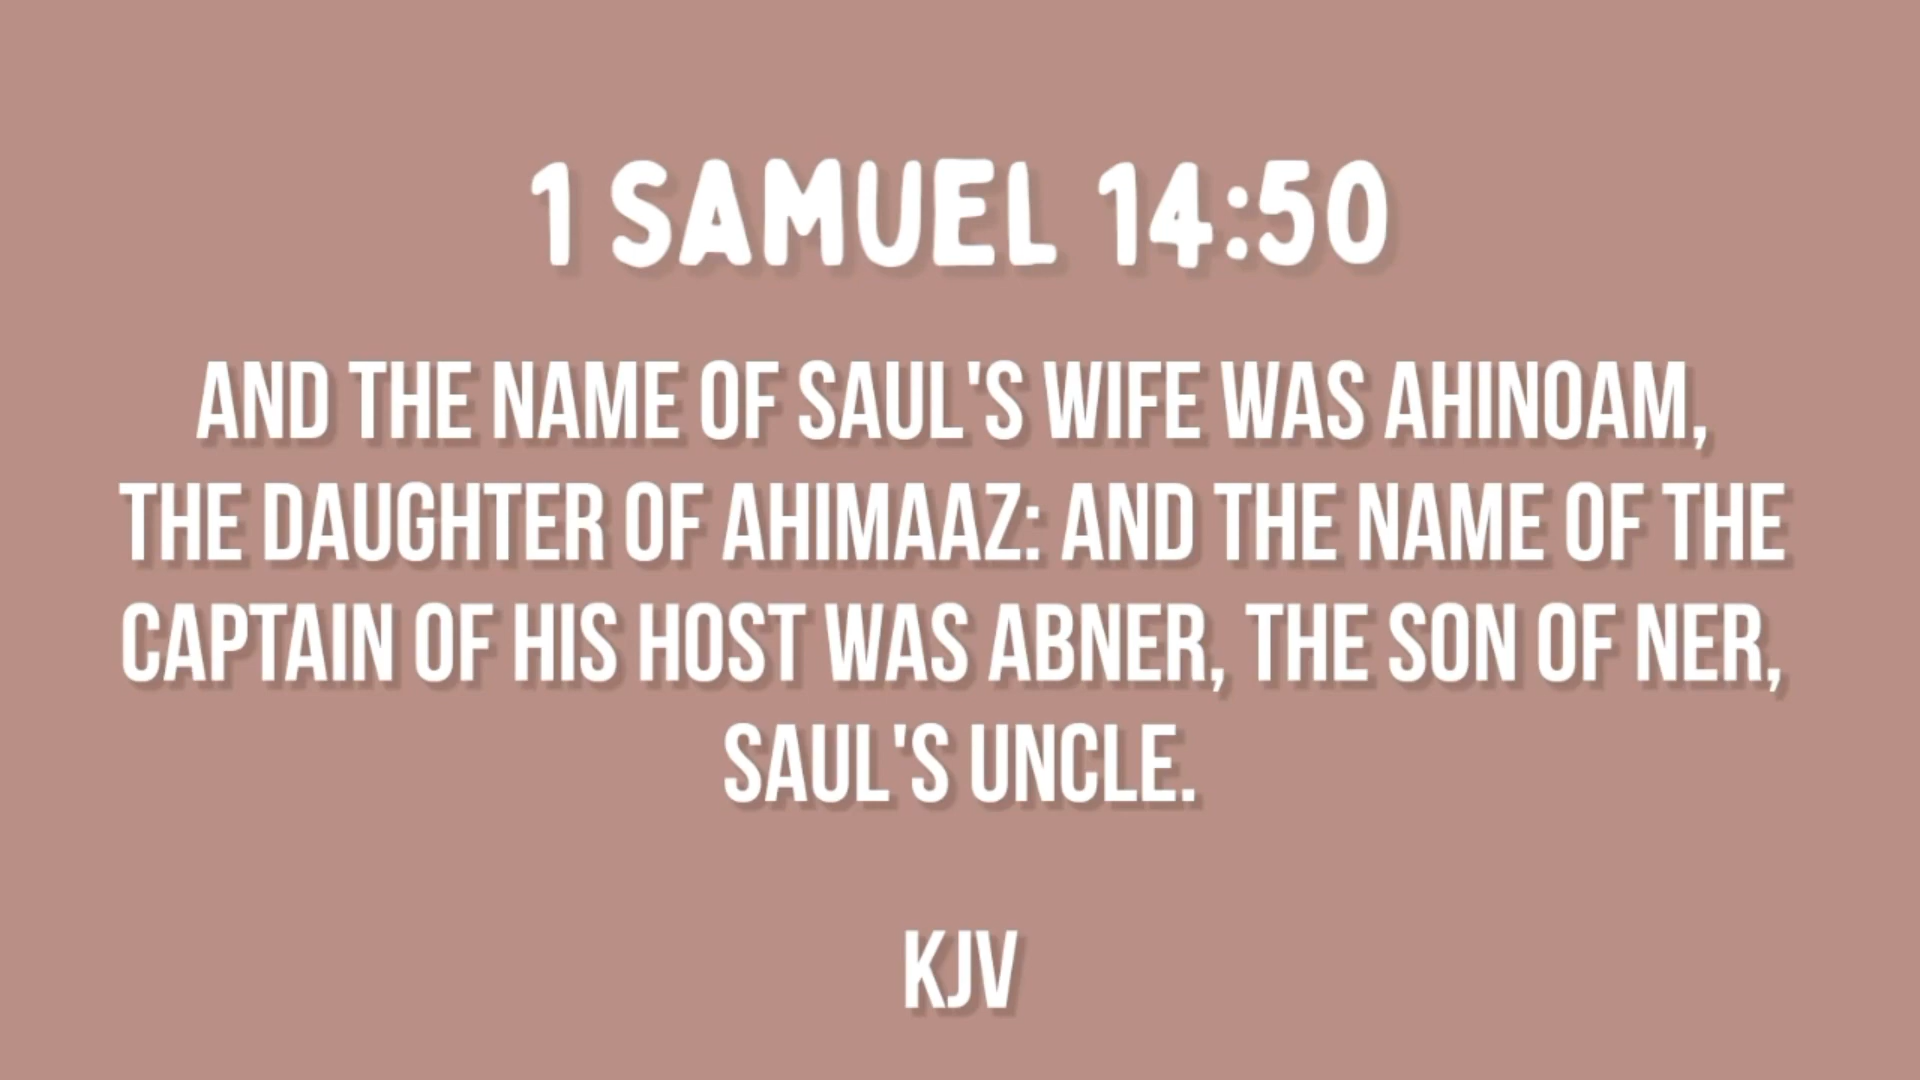 1 SAMUEL 14:50
AND THE NAME OF SAUL'S WIFE WAS AHINOAM,
THE DAUGHTER OF AHIMAAZ: AND THE NAME OF THE
CAPTAIN OF HIS HOST WAS ABNER, THE SON OF NER,
SAUL'S UNCLE.
KJV